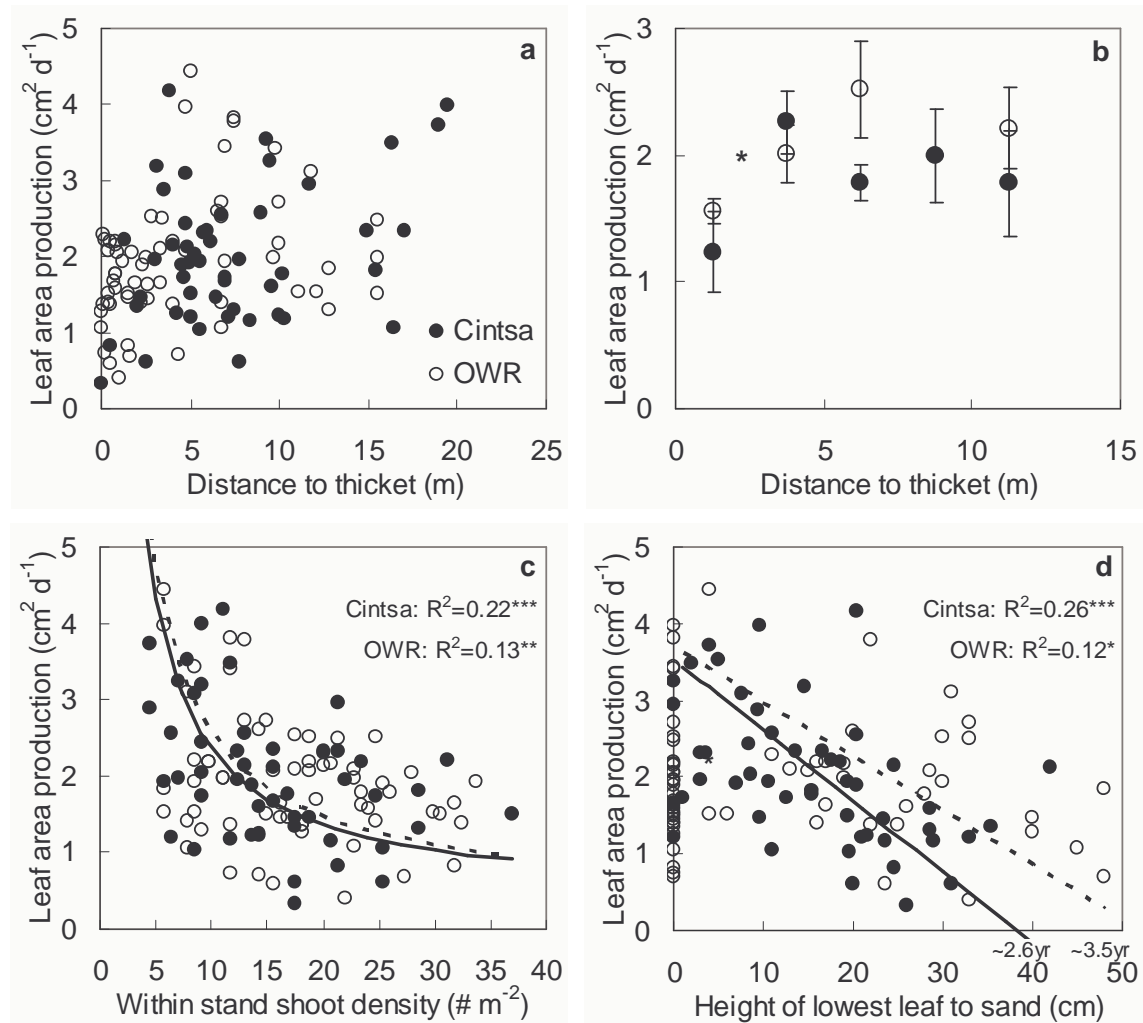 a
5
4
3
2
1
0
Leaf area production (cm² d⁻¹)
Cintsa
OWR
0 5 10 15 20 25
Distance to thicket (m)
b
3
2
1
0
Leaf area production (cm² d⁻¹)
*
0 5 10 15
Distance to thicket (m)
c
5
4
3
2
1
0
Leaf area production (cm² d⁻¹)
Cintsa: R²=0.22***
OWR: R²=0.13**
0 5 10 15 20 25 30 35 40
Within stand shoot density (# m⁻²)
d
5
4
3
2
1
0
Leaf area production (cm² d⁻¹)
Cintsa: R²=0.26***
OWR: R²=0.12*
*
~2.6yr ~3.5yr
0 10 20 30 40 50
Height of lowest leaf to sand (cm)